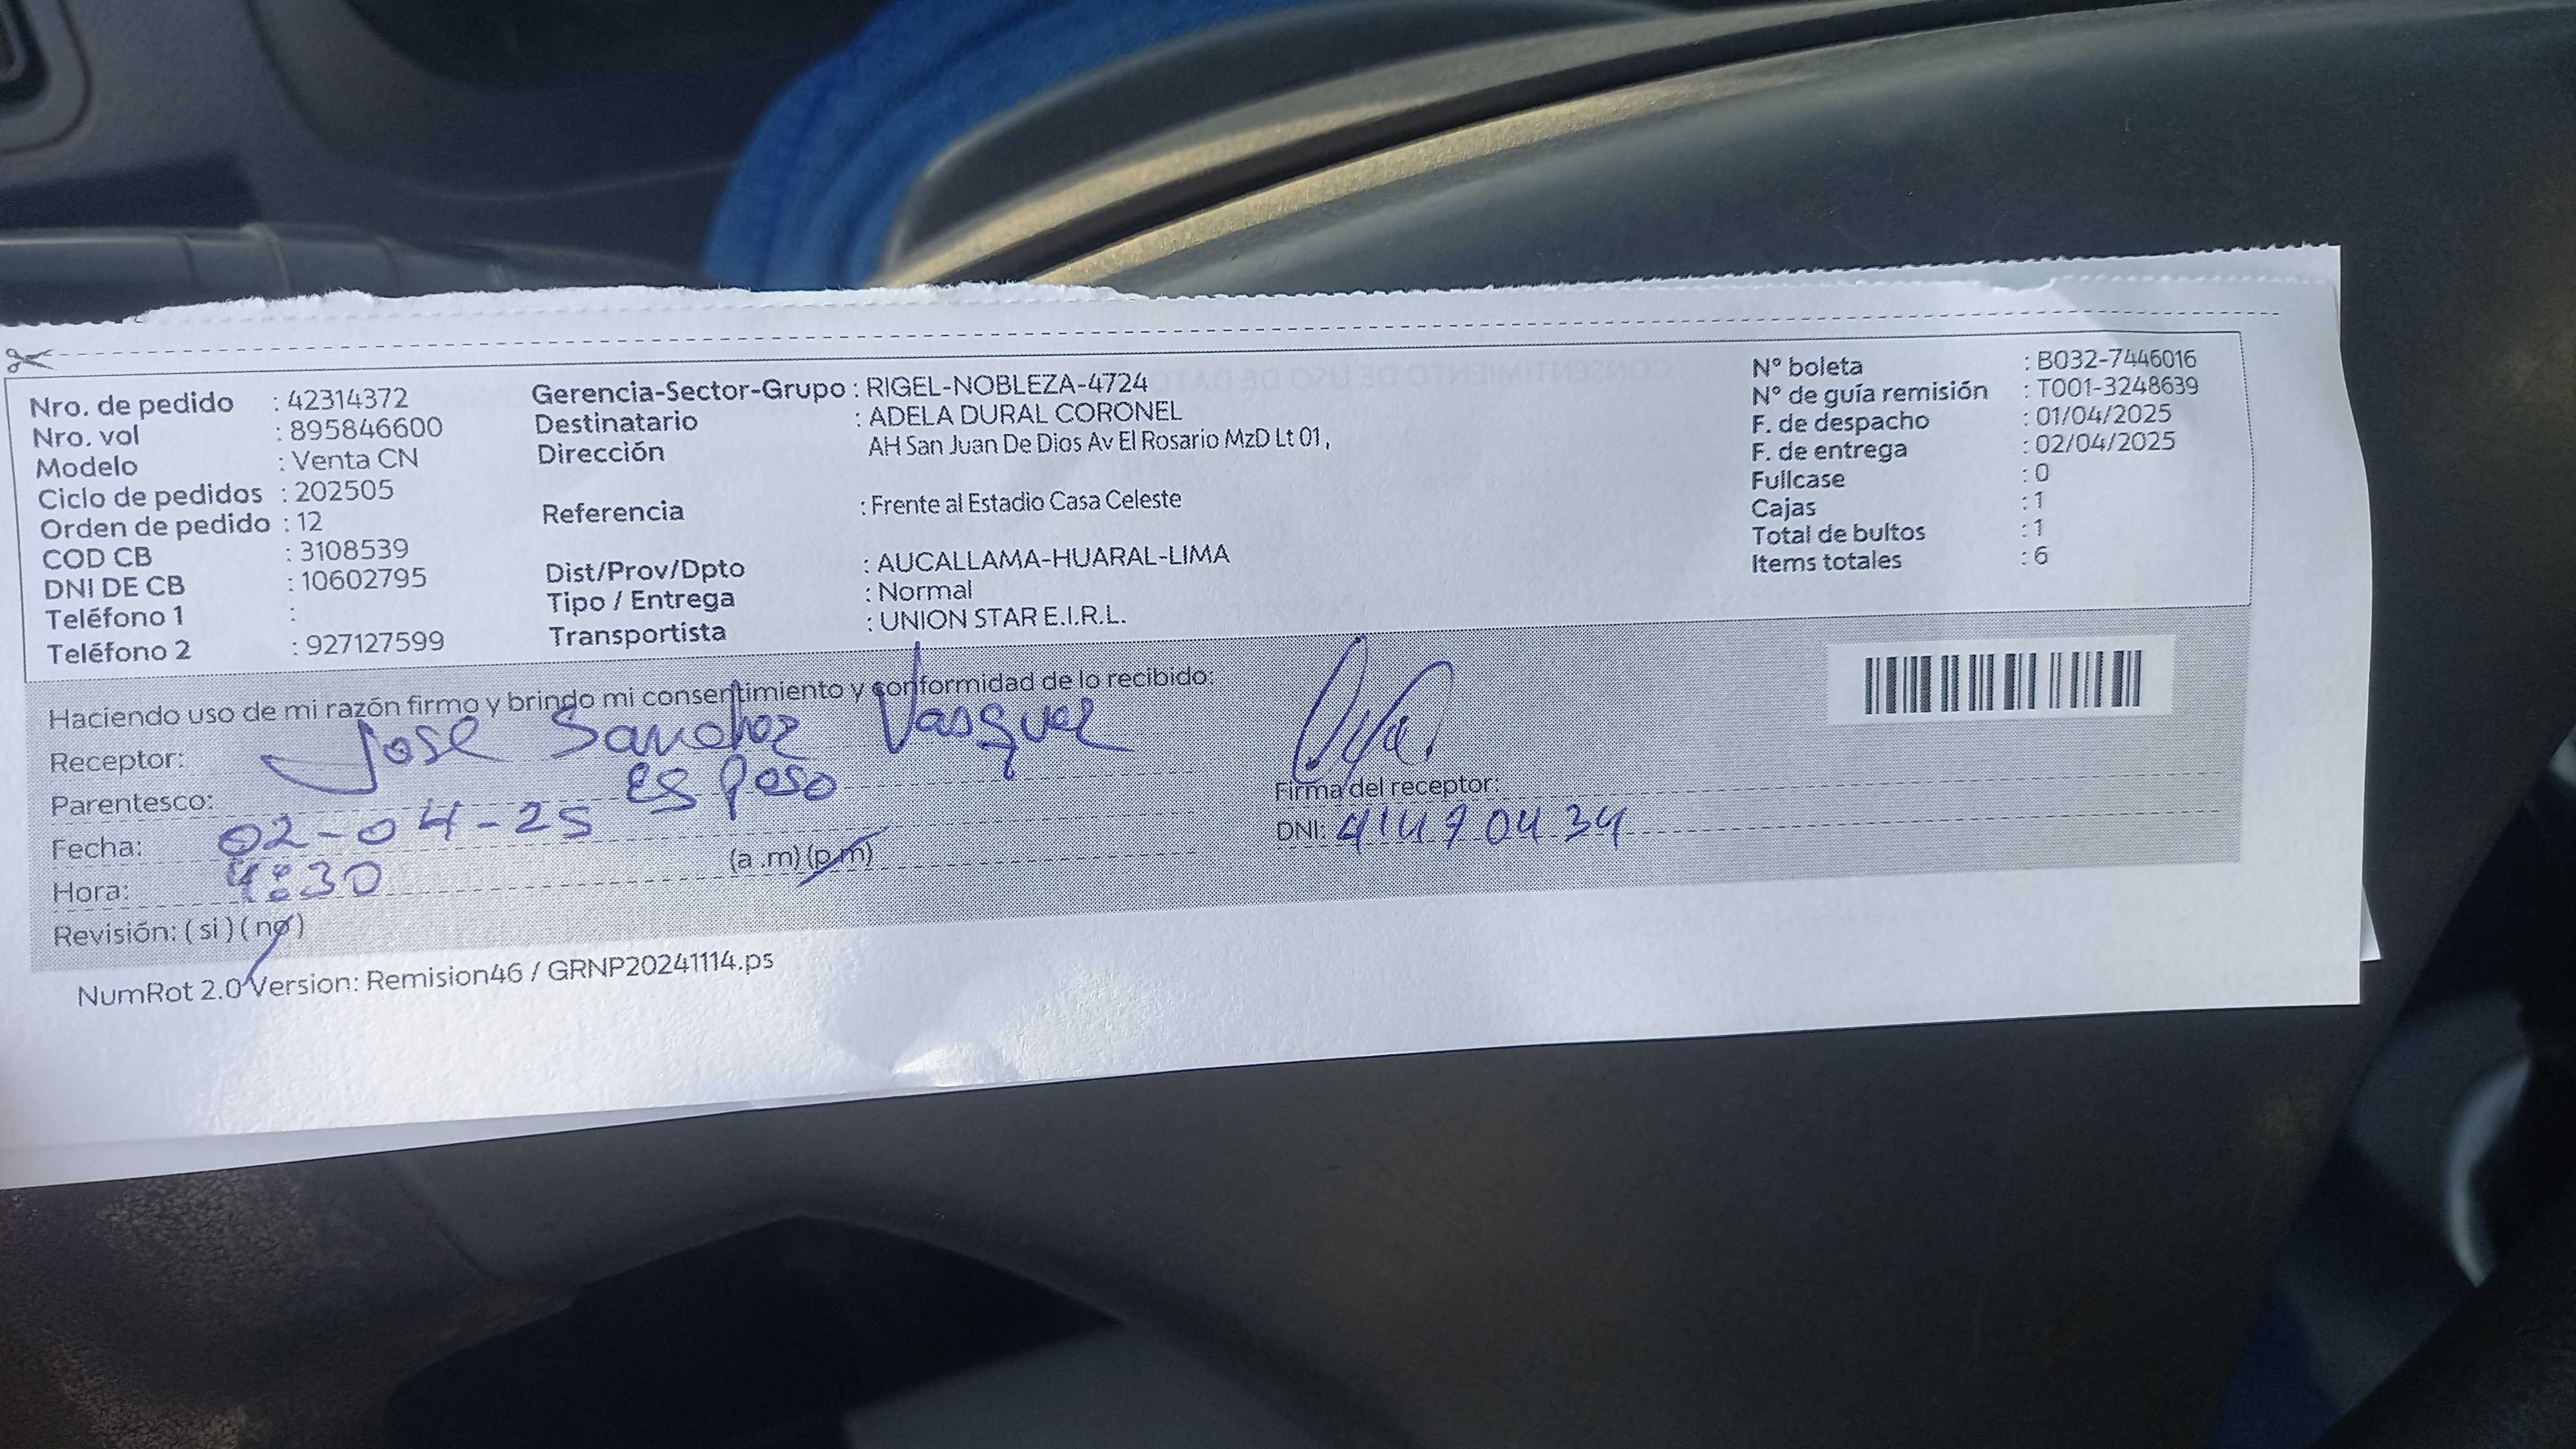 Nro. de pedido : 42314372
Nro. vol : 895846600
Modelo : Venta CN
Ciclo de pedidos : 202505
Orden de pedido : 12
COD CB : 3108539
DNI DE CB : 10602795
Teléfono 1 :
Teléfono 2 : 927127599
Gerencia-Sector-Grupo : RIGEL-NOBLEZA-4724
Destinatario : ADELA DURAL CORONEL
Dirección AH San Juan De Dios Av El Rosario MzD Lt 01,
Referencia : Frente al Estadio Casa Celeste
Dist/Prov/Dpto : AUCALLAMA-HUARAL-LIMA
Tipo / Entrega : Normal
Transportista : UNION STAR E.I.R.L.
N° boleta : B032-7446016
N° de guía remisión : T001-3248639
F. de despacho : 01/04/2025
F. de entrega : 02/04/2025
Fullcase : 0
Cajas : 1
Total de bultos : 1
Items totales : 6
Haciendo uso de mi razón firmo y brindo mi consentimiento y conformidad de lo recibido:
Receptor: Jose Sanchez Vasquez
Parentesco: esposo
Fecha: 02-04-25
Hora: 4:30 (a .m) (p.m)
Revisión: ( si ) ( no )
Firma del receptor:
DNI: 41490434
NumRot 2.0 Version: Remision46 / GRNP20241114.ps